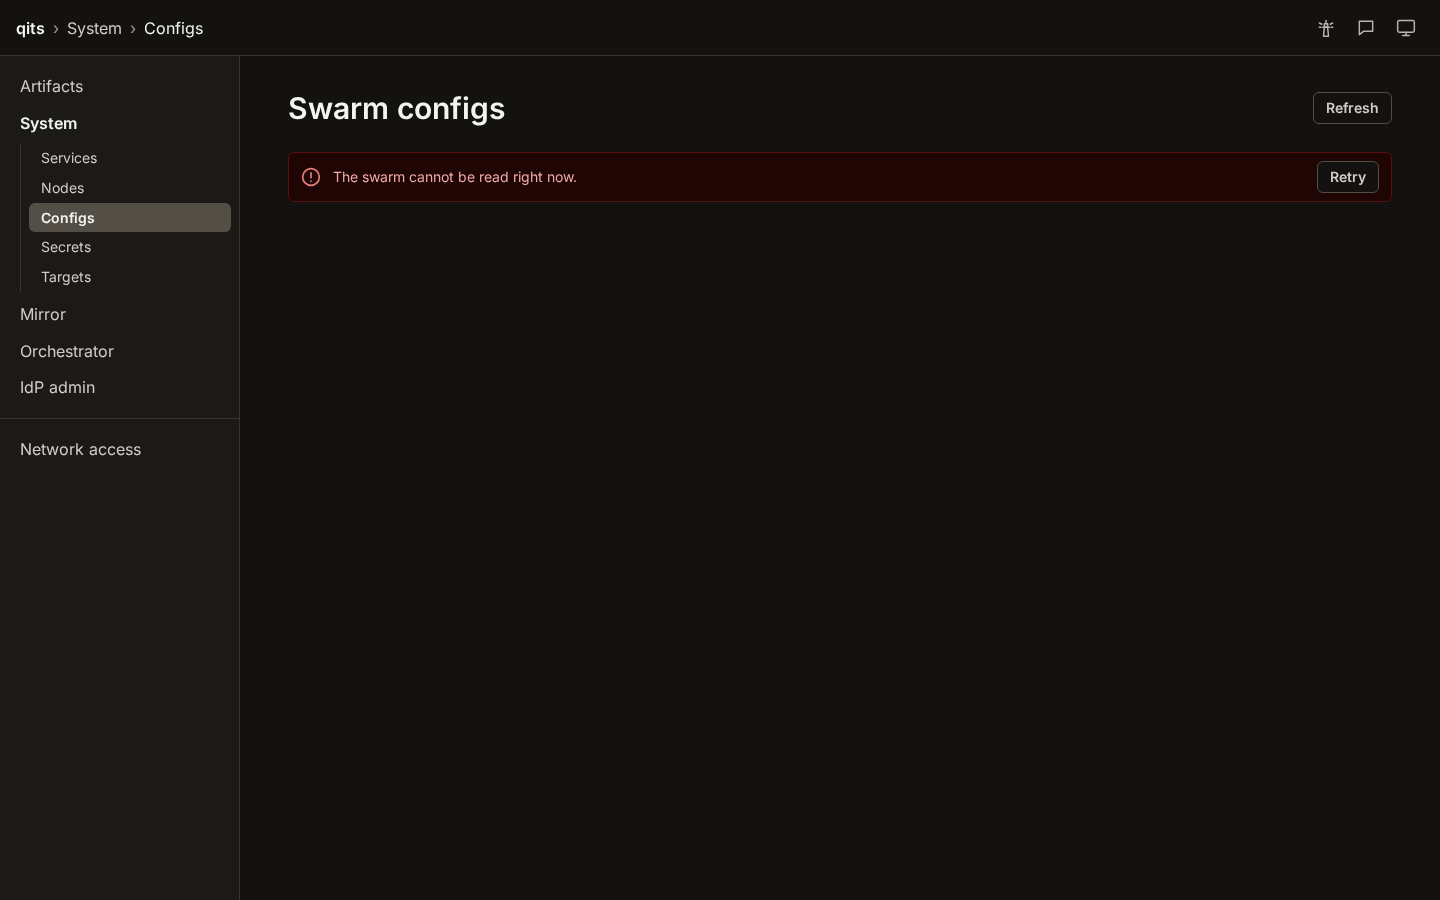 qits › System › Configs
Artifacts
System
Services
Nodes
Configs
Secrets
Targets
Mirror
Orchestrator
IdP admin
Network access
Swarm configs
Refresh
The swarm cannot be read right now.
Retry